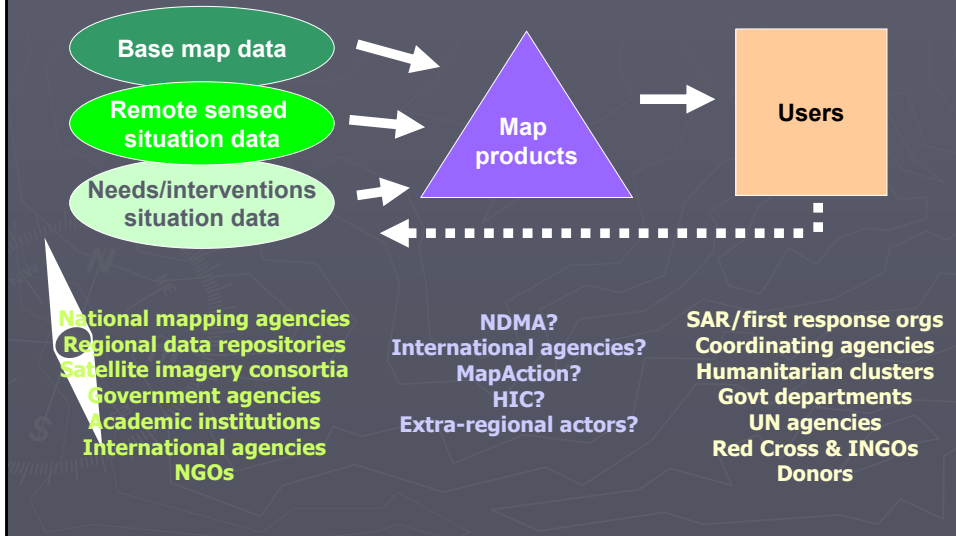 Base map data
Remote sensed
situation data
Needs/interventions
situation data
Map
products
Users
National mapping agencies
Regional data repositories
Satellite imagery consortia
Government agencies
Academic institutions
International agencies
NGOs
NDMA?
International agencies?
MapAction?
HIC?
Extra-regional actors?
SAR/first response orgs
Coordinating agencies
Humanitarian clusters
Govt departments
UN agencies
Red Cross & INGOs
Donors
N
S